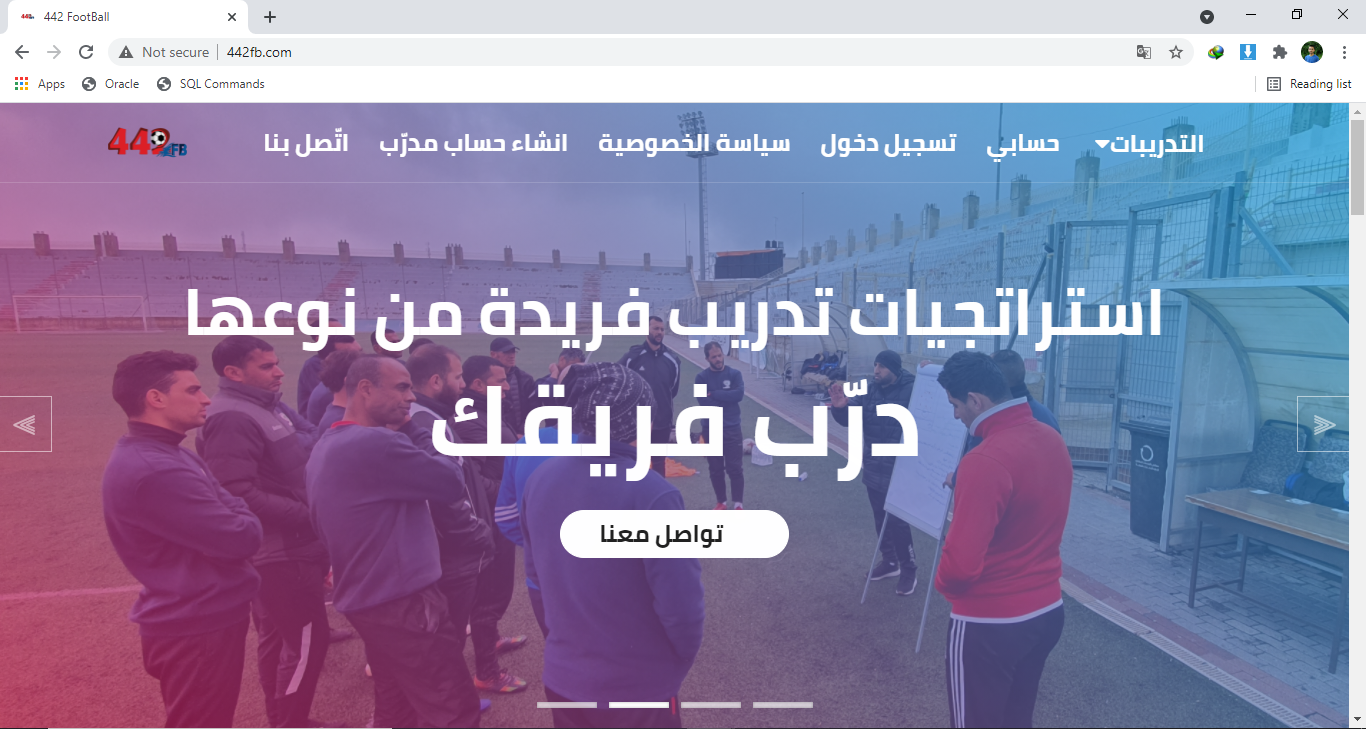 442 FootBall
Not secure
442fb.com
Apps
Oracle
SQL Commands
Reading list
442FB
التدريبات
حسابي
تسجيل دخول
سياسة الخصوصية
انشاء حساب مدرّب
اتّصل بنا
استراتجيات تدريب فريدة من نوعها
درّب فريقك
تواصل معنا